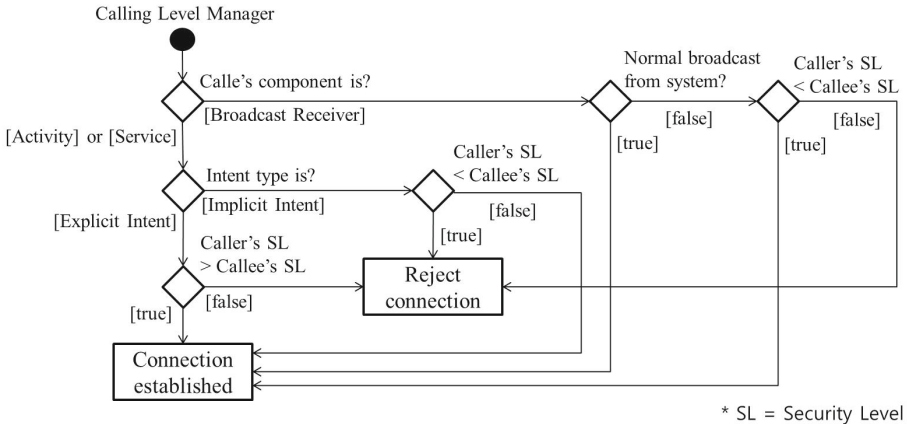 Calling Level Manager
Calle's component is?
[Broadcast Receiver]
Normal broadcast
from system?
[false]
[true]
Caller's SL
< Callee's SL
[false]
[true]
[Activity] or [Service]
Intent type is?
[Implicit Intent]
Caller's SL
< Callee's SL
[false]
[true]
[Explicit Intent]
Caller's SL
> Callee's SL
[false]
[true]
Reject
connection
Connection
established
* SL = Security Level